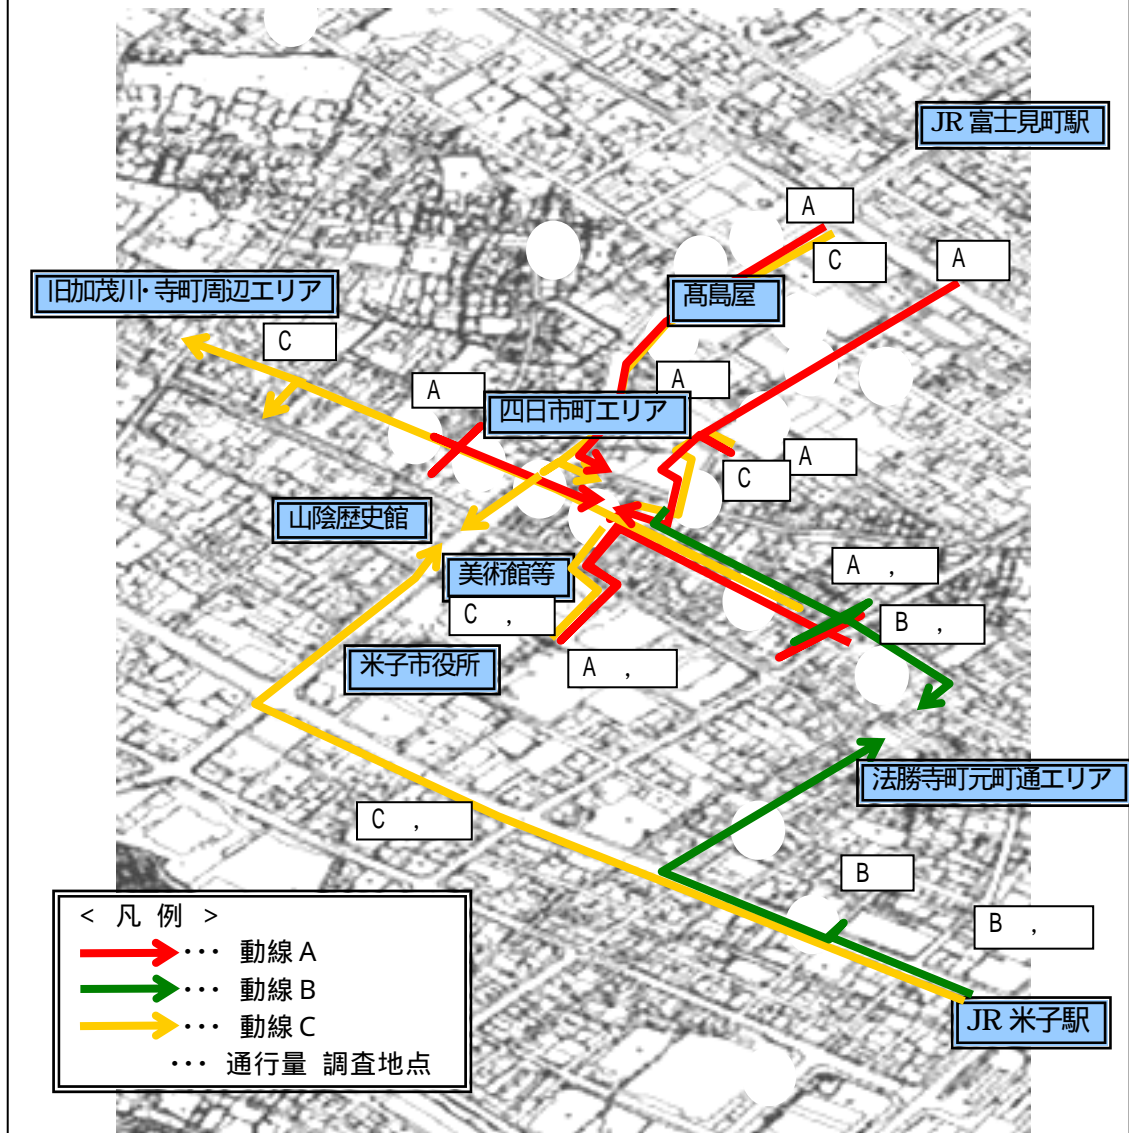 JR 富士見町駅
A
C
A
旧加茂川・寺町周辺エリア
髙島屋
C
A
A
四日市町エリア
A
C
山陰歴史館
美術館等
A ,
C ,
B ,
米子市役所
A ,
法勝寺町元町通エリア
C ,
B
B ,
JR 米子駅
< 凡 例 >
・・・ 動線 A
・・・ 動線 B
・・・ 動線 C
・・・ 通行量 調査地点